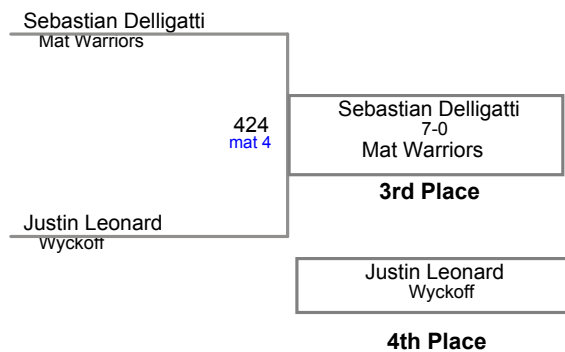 Sebastian Delligatti
Mat Warriors
424
mat 4
Sebastian Delligatti
7-0
Mat Warriors
3rd Place
Justin Leonard
Wyckoff
Justin Leonard
Wyckoff
4th Place